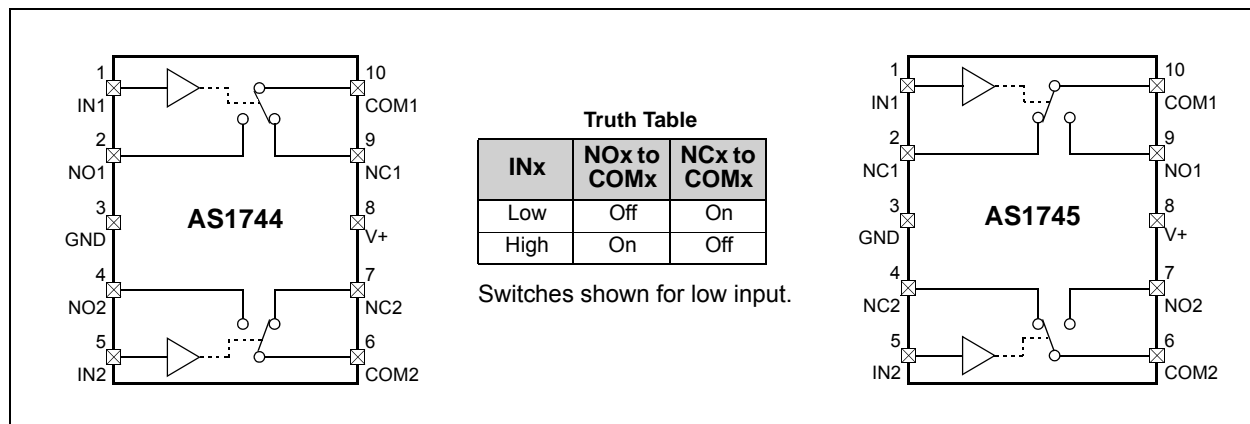 1
IN1
10
COM1
2
NO1
9
NC1
3
GND
AS1744
8
V+
4
NO2
7
NC2
5
IN2
6
COM2
Truth Table
INx NOx to COMx NCx to COMx
Low Off On
High On Off
Switches shown for low input.
1
IN1
10
COM1
2
NC1
9
NO1
3
GND
AS1745
8
V+
4
NC2
7
NO2
5
IN2
6
COM2